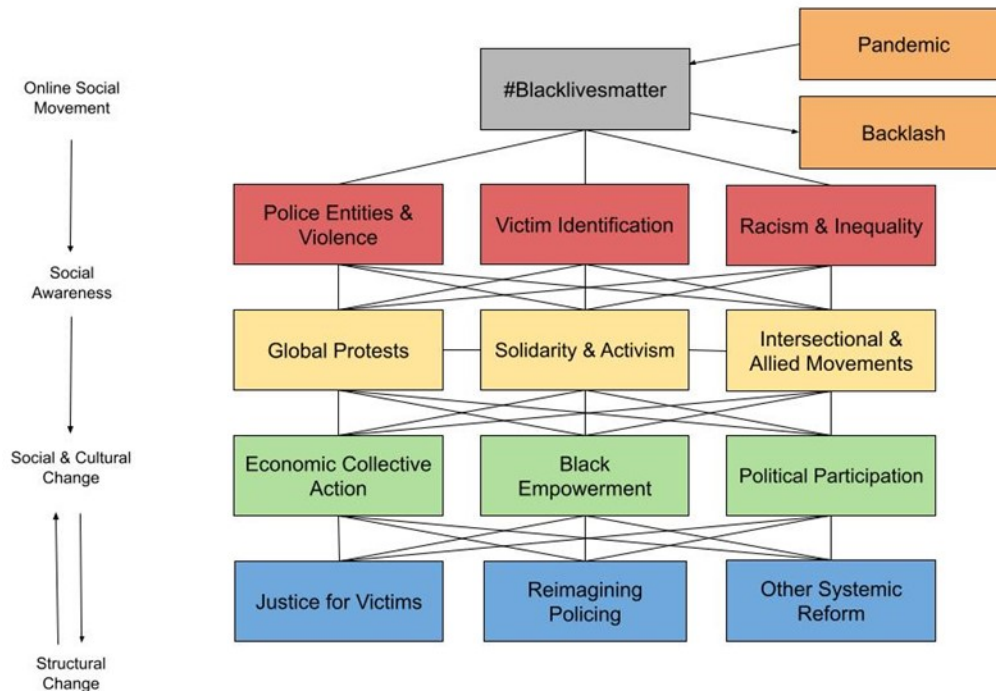 Pandemic
Online Social
Movement
#Blacklivesmatter
Backlash
Police Entities &
Violence
Victim Identification
Racism & Inequality
Social
Awareness
Global Protests
Solidarity & Activism
Intersectional &
Allied Movements
Social & Cultural
Change
Economic Collective
Action
Black
Empowerment
Political Participation
Justice for Victims
Reimagining
Policing
Other Systemic
Reform
Structural
Change